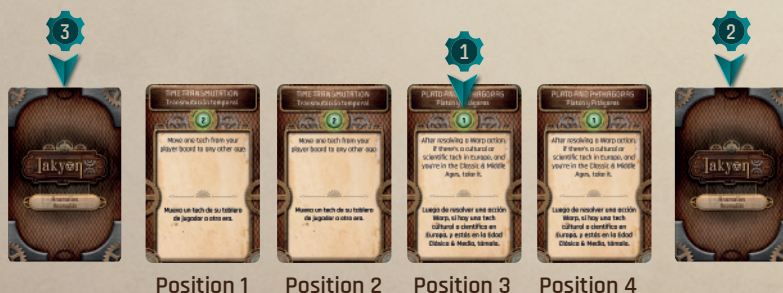 3
1
2
Takyon
Anomalies
Anomalías
TIME TRANSMUTATION
Transmutación temporal
2
Move one tech from your
player board to any other age.
Mueva un tech de su tablero
de jugador a otra era.
TIME TRANSMUTATION
Transmutación temporal
2
Move one tech from your
player board to any other age.
Mueva un tech de su tablero
de jugador a otra era.
PLATO AND PYTHAGORAS
Platón y Pitágoras
1
After resolving a Warp action,
if there's a cultural or
scientific tech in Europe, and
you're in the Classic & Middle
Ages, take it.
Luego de resolver una acción
Warp, si hay una tech
cultural o científica en
Europa, y estás en la Edad
Clásica & Media, tómala.
PLATO AND PYTHAGORAS
Platón y Pitágoras
1
After resolving a Warp action,
if there's a cultural or
scientific tech in Europe, and
you're in the Classic & Middle
Ages, take it.
Luego de resolver una acción
Warp, si hay una tech
cultural o científica en
Europa, y estás en la Edad
Clásica & Media, tómala.
Takyon
Anomalies
Anomalías
Position 1
Position 2
Position 3
Position 4